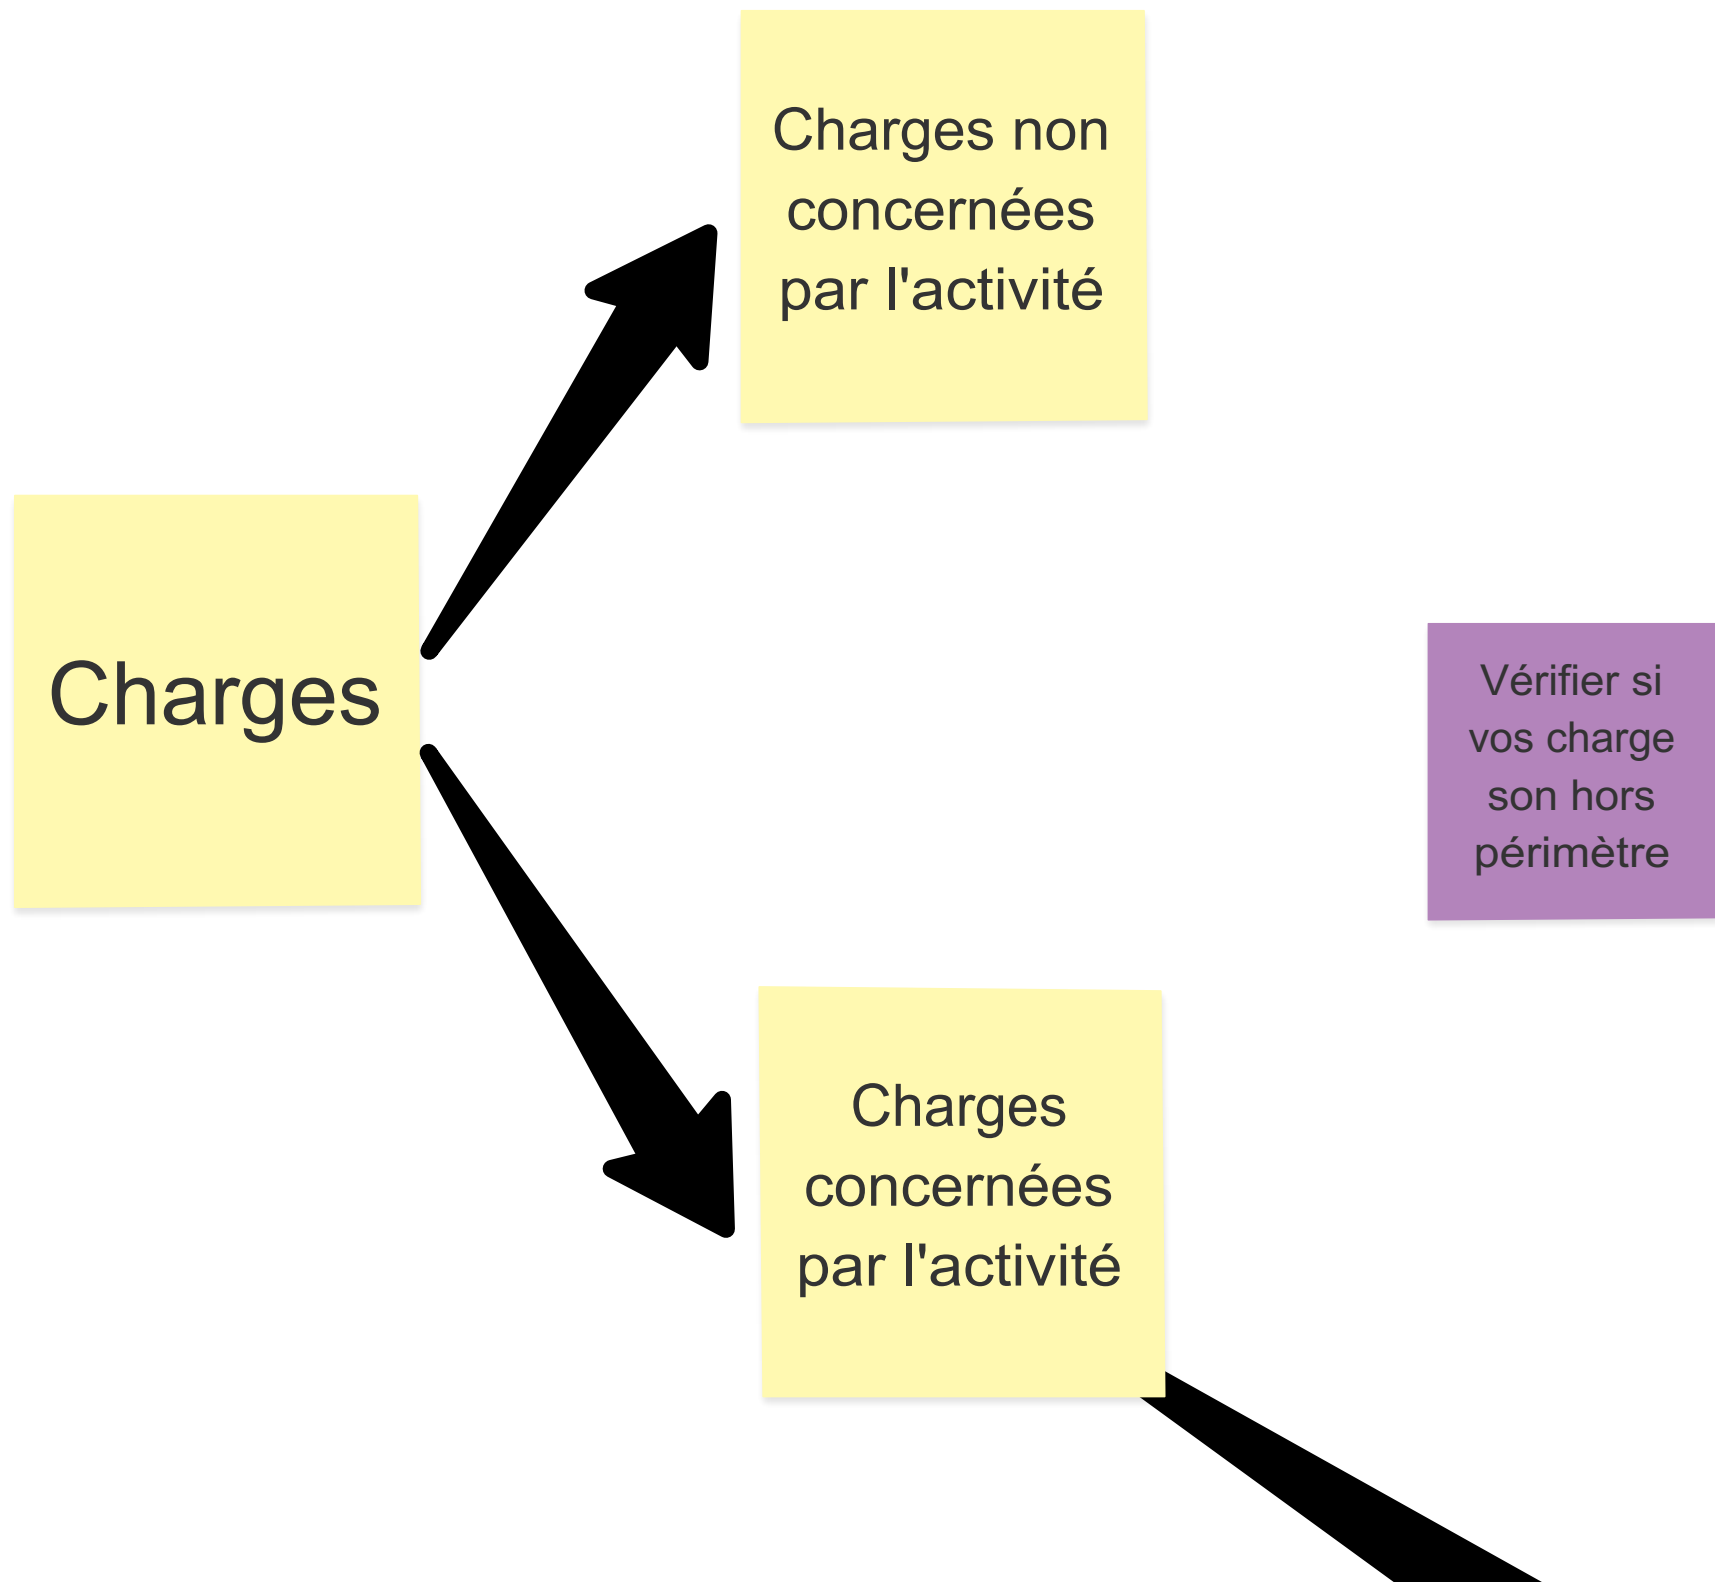 Charges non
concernées
par l'activité
Charges
Vérifier si
vos charge
son hors
périmètre
Charges
concernées
par l'activité